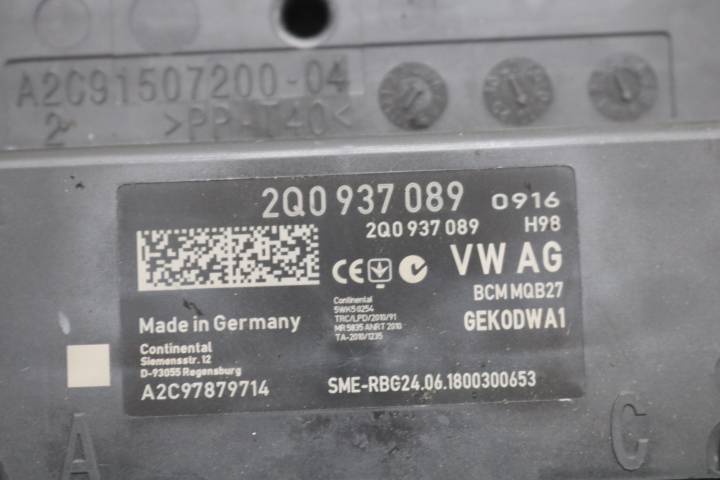 A2C91507200-04
2 >PP-T40<
2Q0 937 089 0916
2Q0 937 089 H98
CE VW AG
BCM MQB27
Continental
5WK50254
TRC/LPD/2010/91
MR 5835 ANRT 2010
TA-2010/1235
GEKODWA1
Made in Germany
Continental
Siemensstr. 12
D-93055 Regensburg
A2C97879714
SME-RBG24.06.1800300653
A C